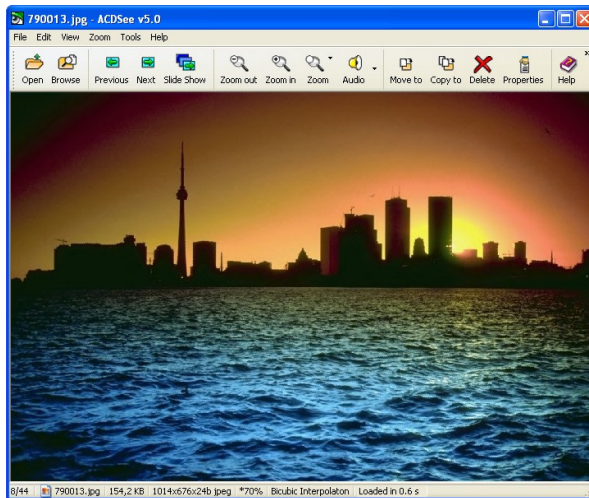 790013.jpg - ACDSee v5.0
File Edit View Zoom Tools Help
Open Browse Previous Next Slide Show Zoom out Zoom in Zoom Audio Move to Copy to Delete Properties Help
8/44 790013.jpg 154,2 KB 1014x676x24b jpeg *70% Bicubic Interpolaton Loaded in 0.6 s